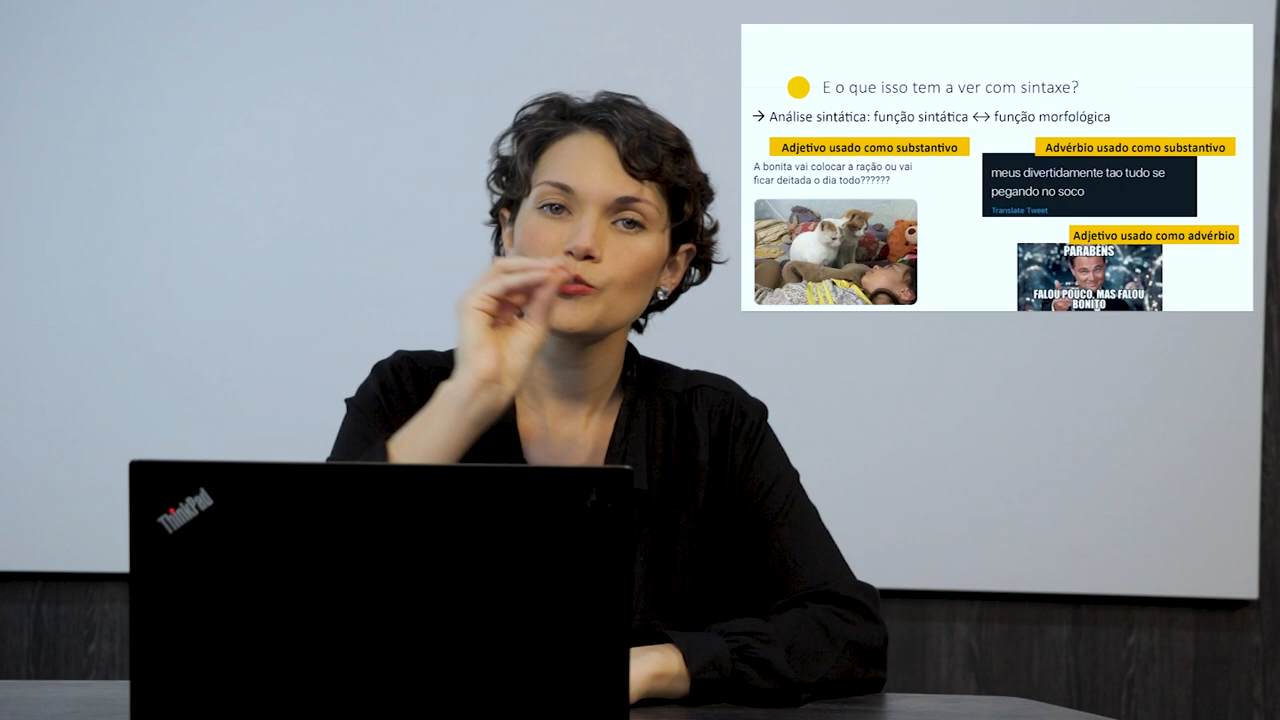 E o que isso tem a ver com sintaxe?
→ Análise sintática: função sintática ↔ função morfológica
Adjetivo usado como substantivo
A bonita vai colocar a ração ou vai
ficar deitada o dia todo??????
Advérbio usado como substantivo
meus divertidamente tao tudo se
pegando no soco
Translate Tweet
Adjetivo usado como advérbio
PARABÉNS
FALOU POUCO, MAS FALOU
BONITO
ThinkPad